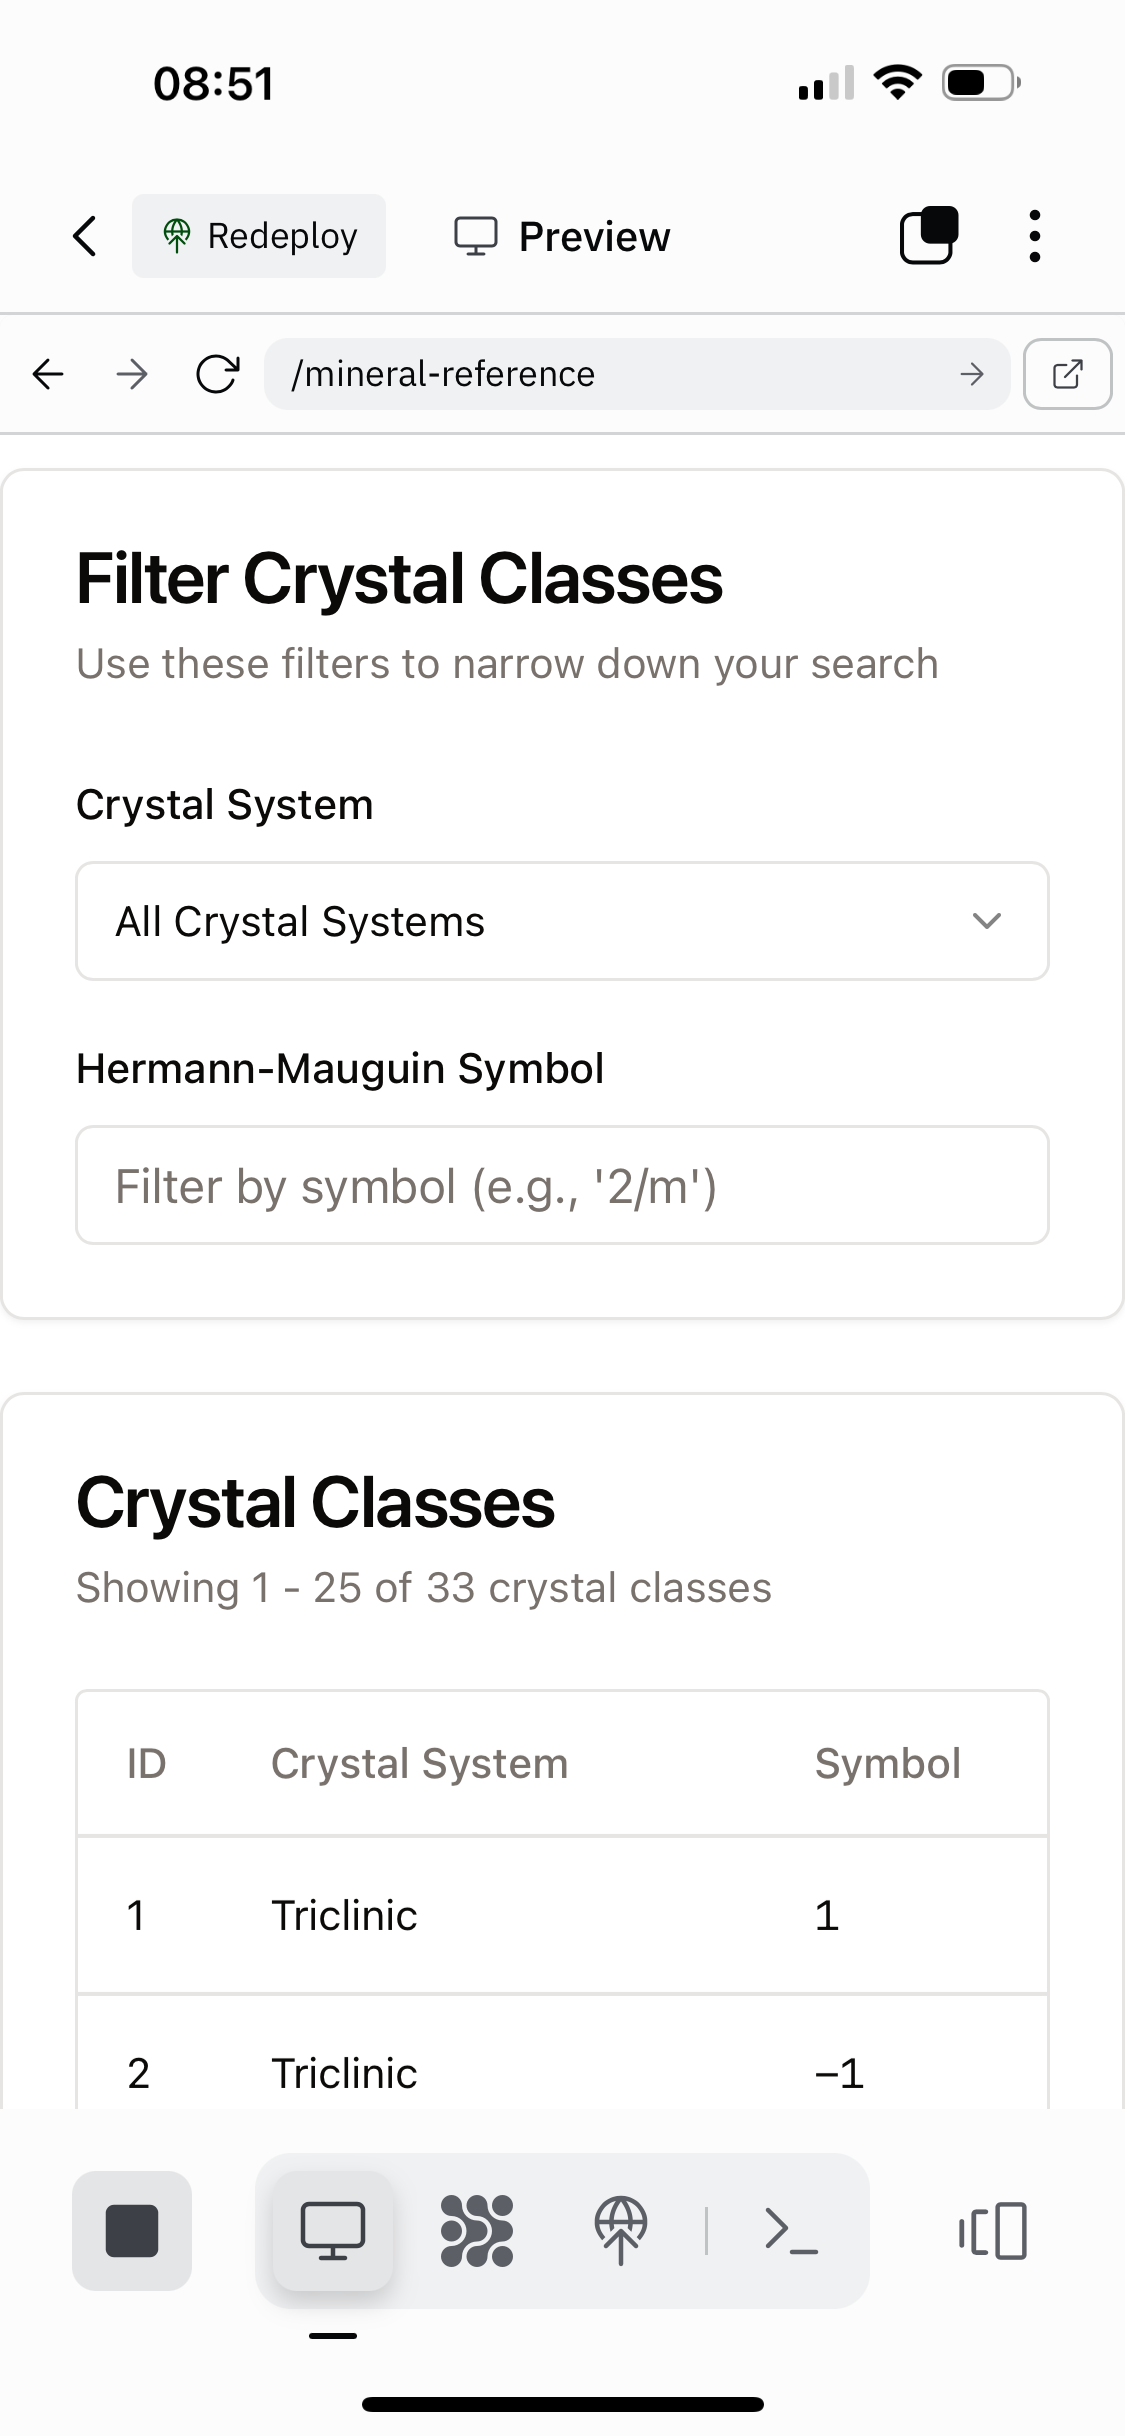 08:51
Redeploy
Preview
/mineral-reference
Filter Crystal Classes
Use these filters to narrow down your search
Crystal System
All Crystal Systems
Hermann-Mauguin Symbol
Filter by symbol (e.g., '2/m')
Crystal Classes
Showing 1 - 25 of 33 crystal classes
ID Crystal System Symbol
1 Triclinic 1
2 Triclinic –1